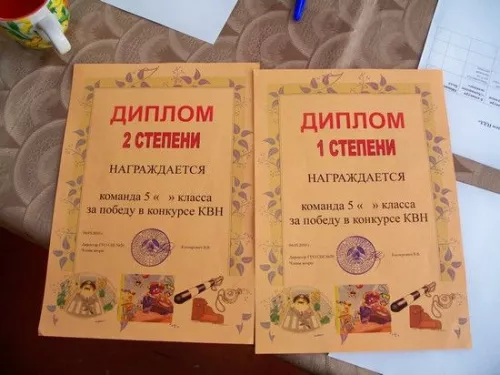 ДИПЛОМ
2 СТЕПЕНИ
НАГРАЖДАЕТСЯ
команда 5 « » класса
за победу в конкурсе КВН
ДИПЛОМ
1 СТЕПЕНИ
НАГРАЖДАЕТСЯ
команда 5 « » класса
за победу в конкурсе КВН